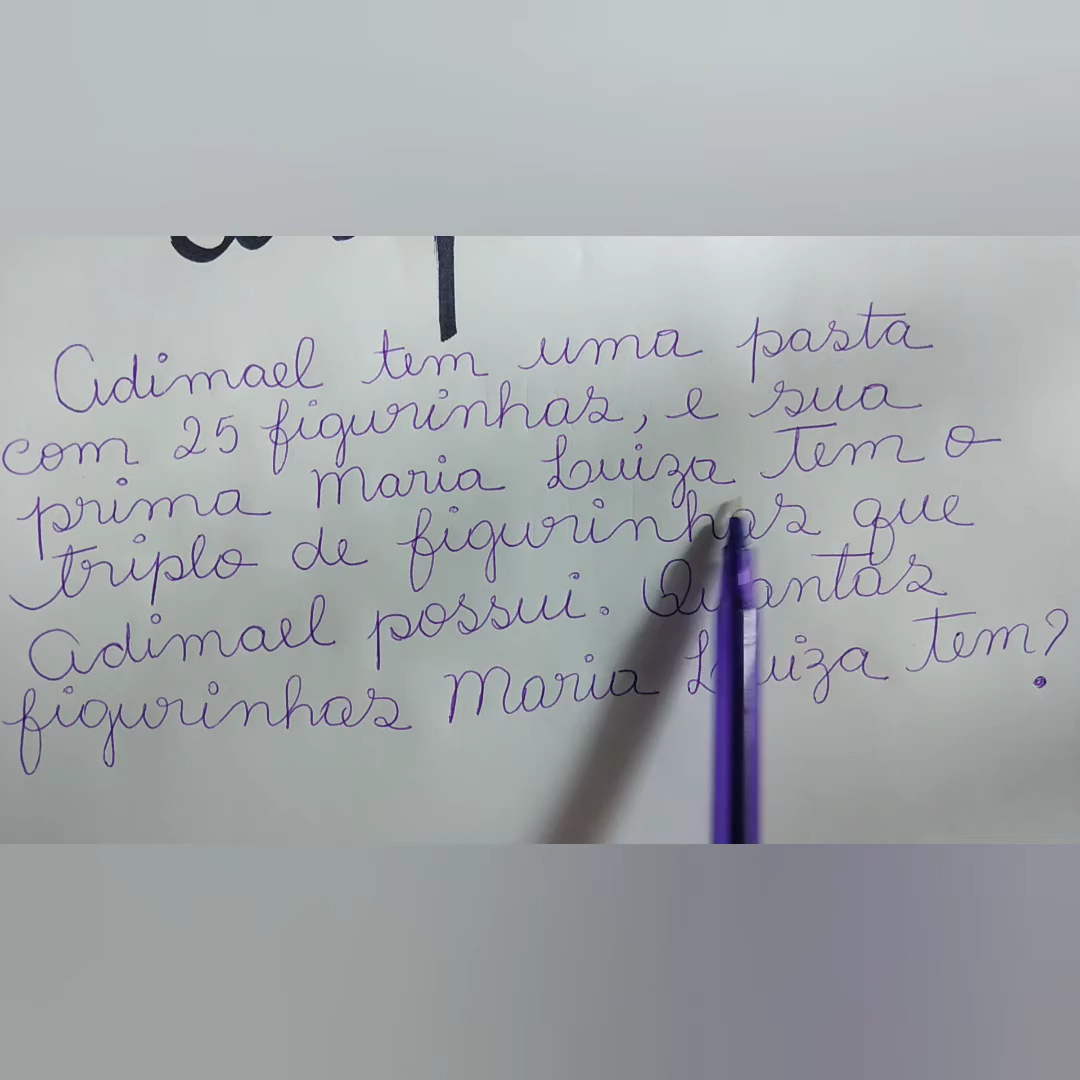 Adimael tem uma pasta
com 25 figurinhas, e sua
prima Maria Luiza tem o
triplo de figurinhas que
Adimael possui. Quantas
figurinhas Maria Luiza tem?